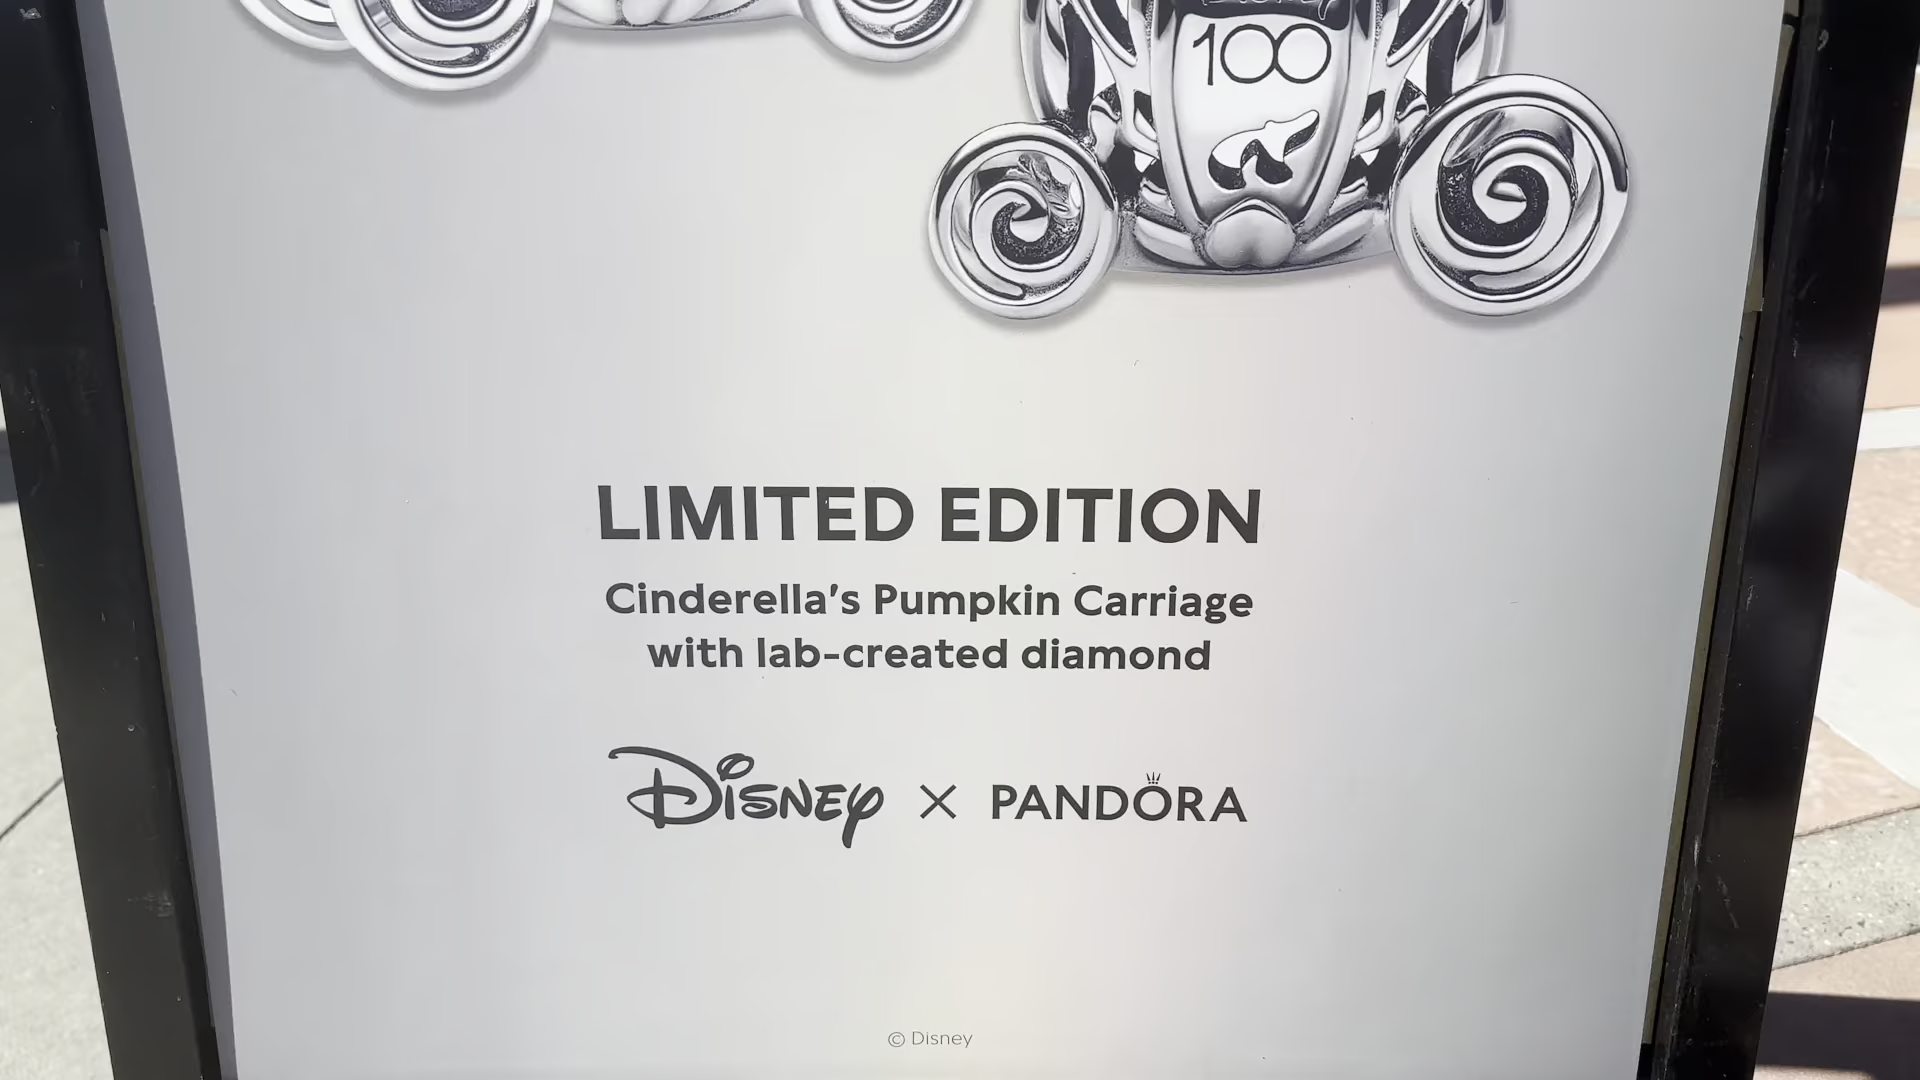 100
LIMITED EDITION
Cinderella's Pumpkin Carriage
with lab-created diamond
Disney × PANDORA
© Disney